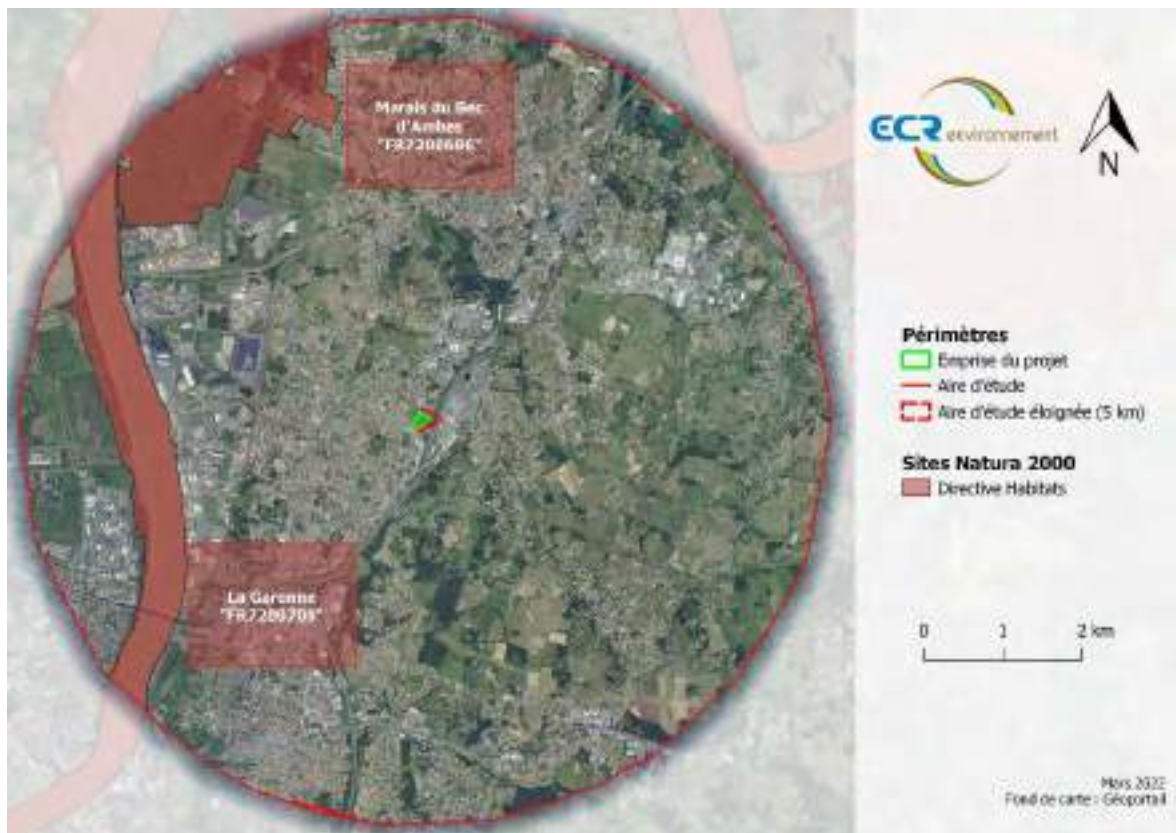 Marais du Bec
d'Ambes
"FR7200686"
La Garonne
"FR7200700"
ECR environnement
N
Périmètres
Emprise du projet
Aire d'étude
Aire d'étude éloignée (5 km)
Sites Natura 2000
Directive Habitats
0 1 2 km
Mars 2022
Fond de carte : Géoportail